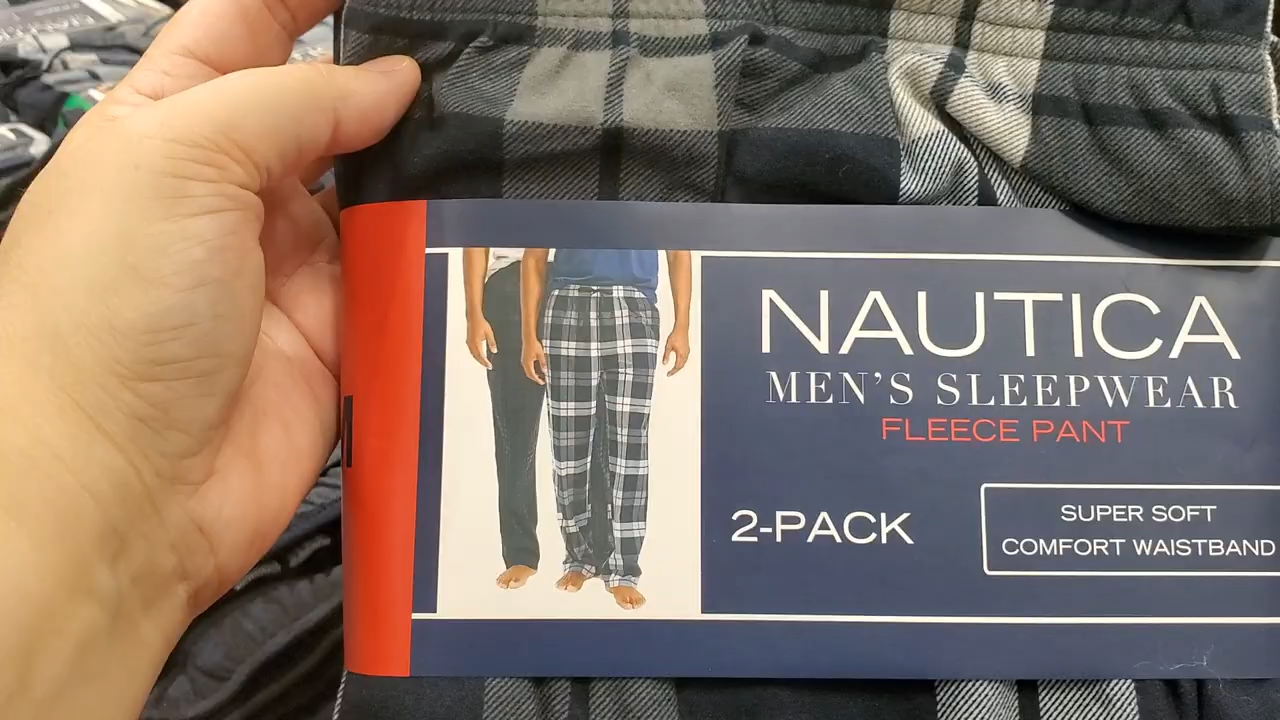 NAUTICA
MEN'S SLEEPWEAR
FLEECE PANT
2-PACK
SUPER SOFT
COMFORT WAISTBAND